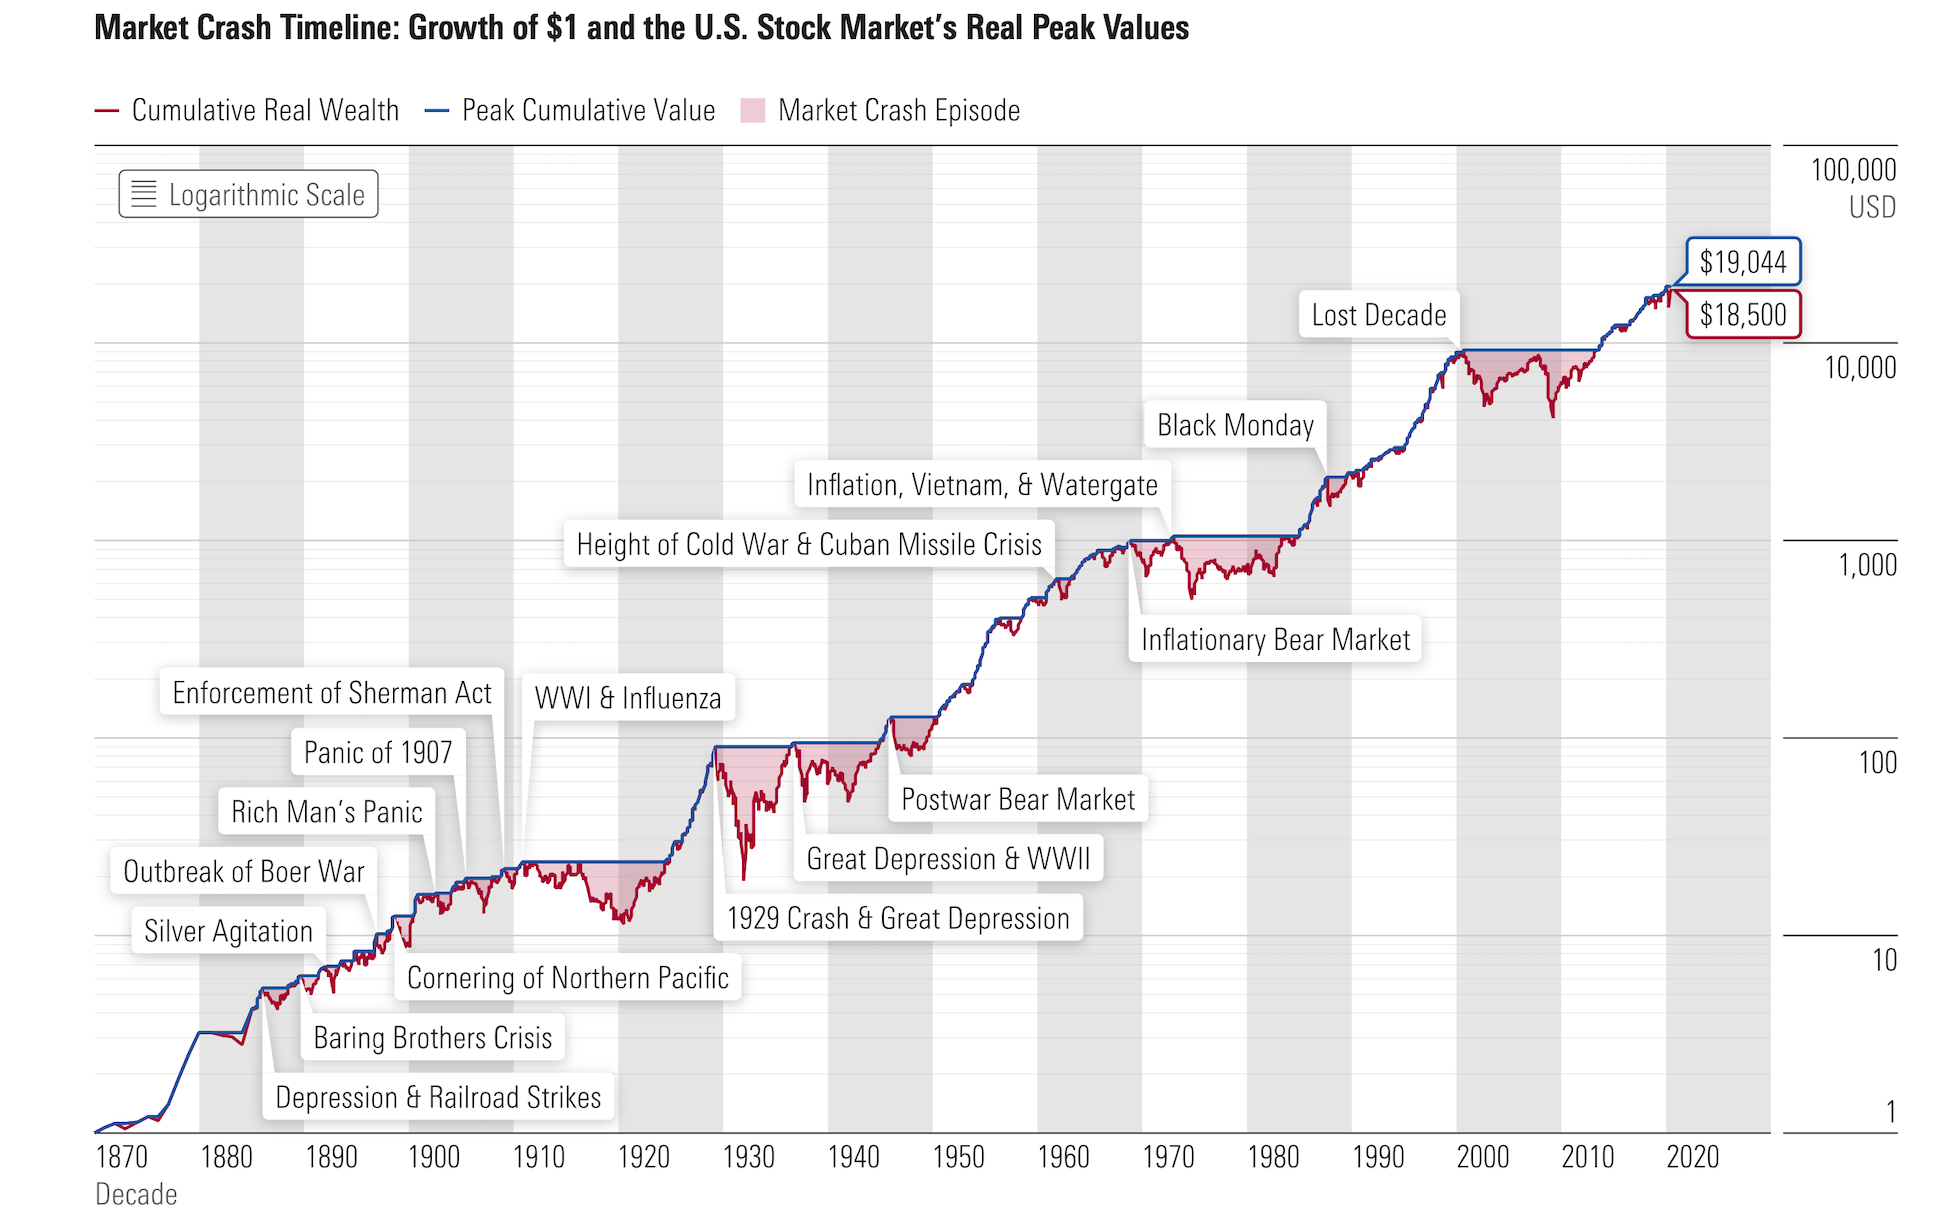 Market Crash Timeline: Growth of $1 and the U.S. Stock Market’s Real Peak Values
Cumulative Real Wealth
Peak Cumulative Value
Market Crash Episode
Logarithmic Scale
100,000
USD
$19,044
$18,500
Lost Decade
10,000
Black Monday
Inflation, Vietnam, & Watergate
Height of Cold War & Cuban Missile Crisis
1,000
Inflationary Bear Market
Enforcement of Sherman Act
WWI & Influenza
Panic of 1907
100
Rich Man’s Panic
Postwar Bear Market
Outbreak of Boer War
Great Depression & WWII
Silver Agitation
1929 Crash & Great Depression
10
Cornering of Northern Pacific
Baring Brothers Crisis
Depression & Railroad Strikes
1
1870 1880 1890 1900 1910 1920 1930 1940 1950 1960 1970 1980 1990 2000 2010 2020
Decade